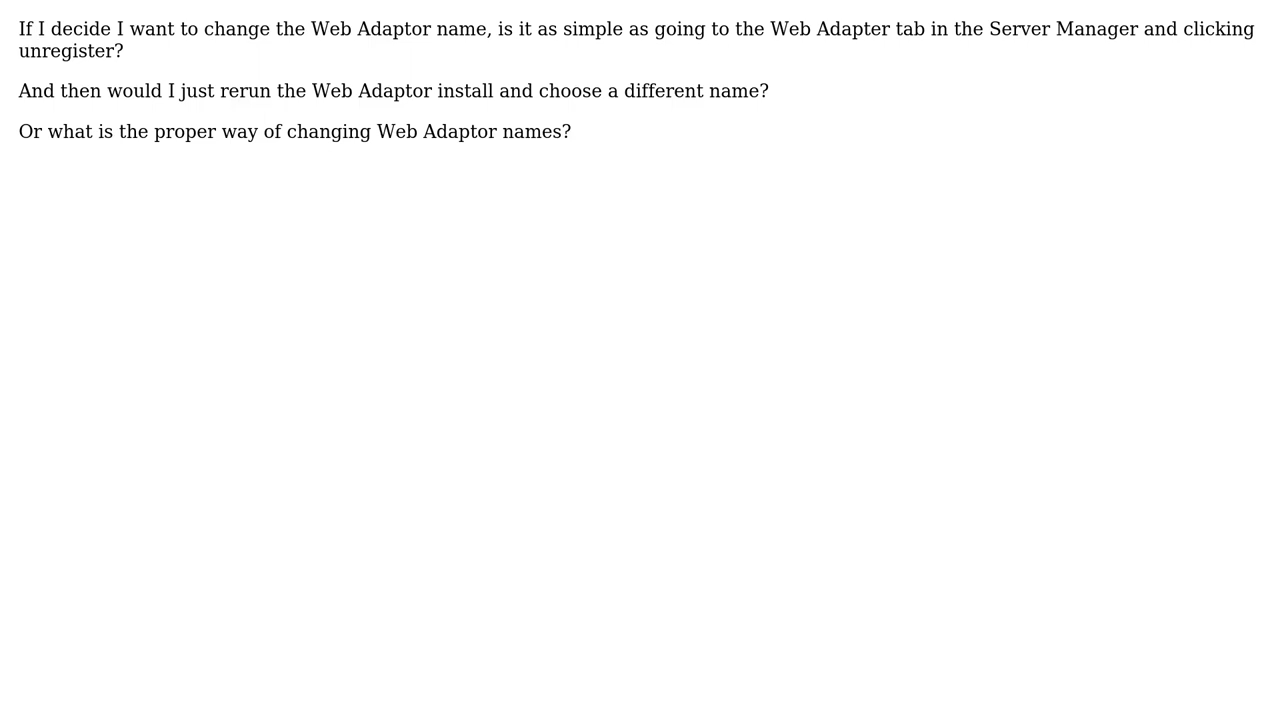 If I decide I want to change the Web Adaptor name, is it as simple as going to the Web Adapter tab in the Server Manager and clicking
unregister?
And then would I just rerun the Web Adaptor install and choose a different name?
Or what is the proper way of changing Web Adaptor names?